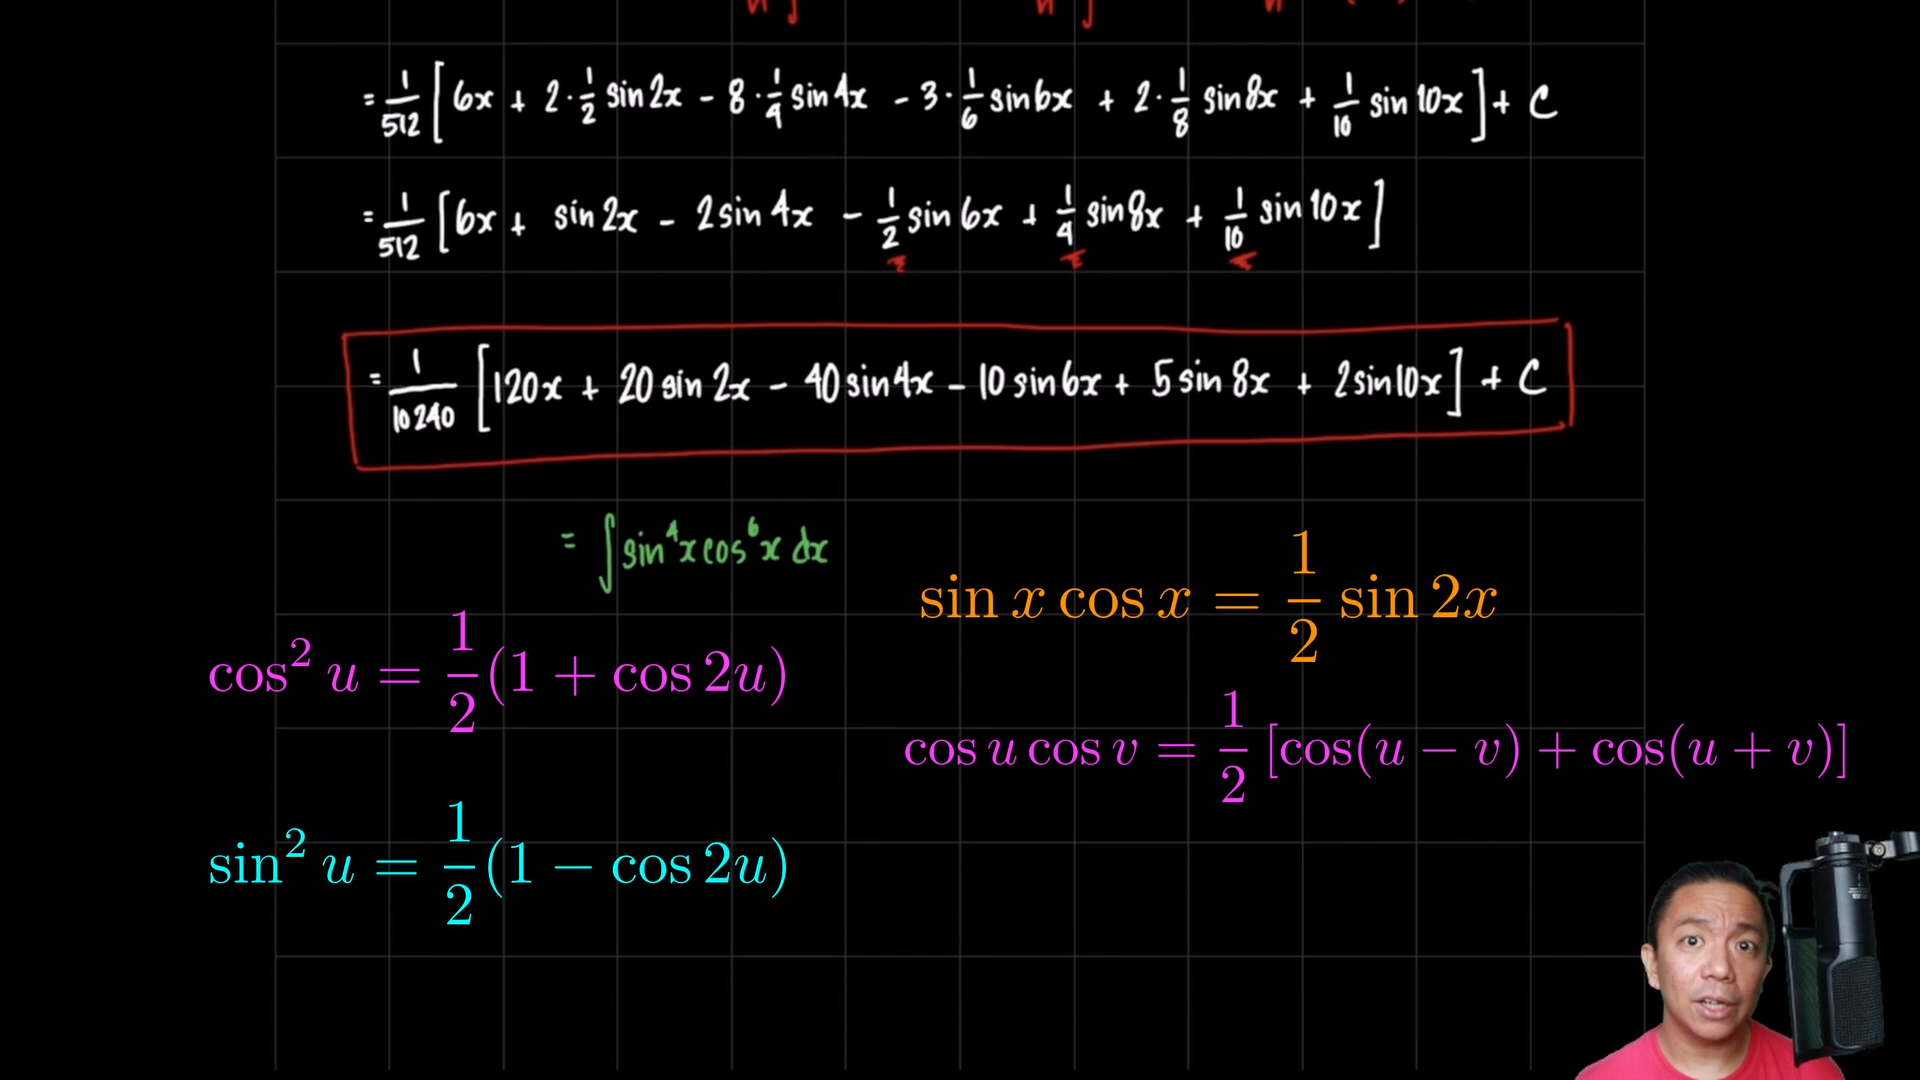 = 1/512 [ 6x + 2 · 1/2 sin 2x − 8 · 1/4 sin 4x − 3 · 1/6 sin 6x + 2 · 1/8 sin 8x + 1/10 sin 10x ] + C
= 1/512 [ 6x + sin 2x − 2 sin 4x − 1/2 sin 6x + 1/4 sin 8x + 1/10 sin 10x ]
= 1/10240 [ 120x + 20 sin 2x − 40 sin 4x − 10 sin 6x + 5 sin 8x + 2 sin 10x ] + C
= ∫ sin⁴x cos⁶x dx
sin x cos x = 1/2 sin 2x
cos² u = 1/2 (1 + cos 2u)
cos u cos v = 1/2 [cos(u − v) + cos(u + v)]
sin² u = 1/2 (1 − cos 2u)